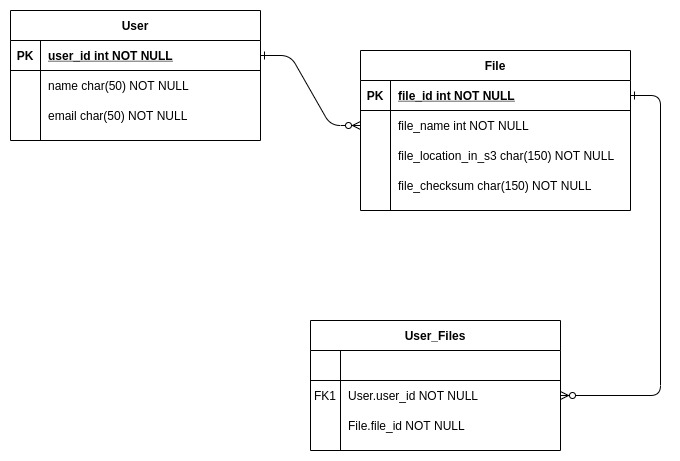 User
PK user_id int NOT NULL
name char(50) NOT NULL
email char(50) NOT NULL
File
PK file_id int NOT NULL
file_name int NOT NULL
file_location_in_s3 char(150) NOT NULL
file_checksum char(150) NOT NULL
User_Files
FK1 User.user_id NOT NULL
File.file_id NOT NULL